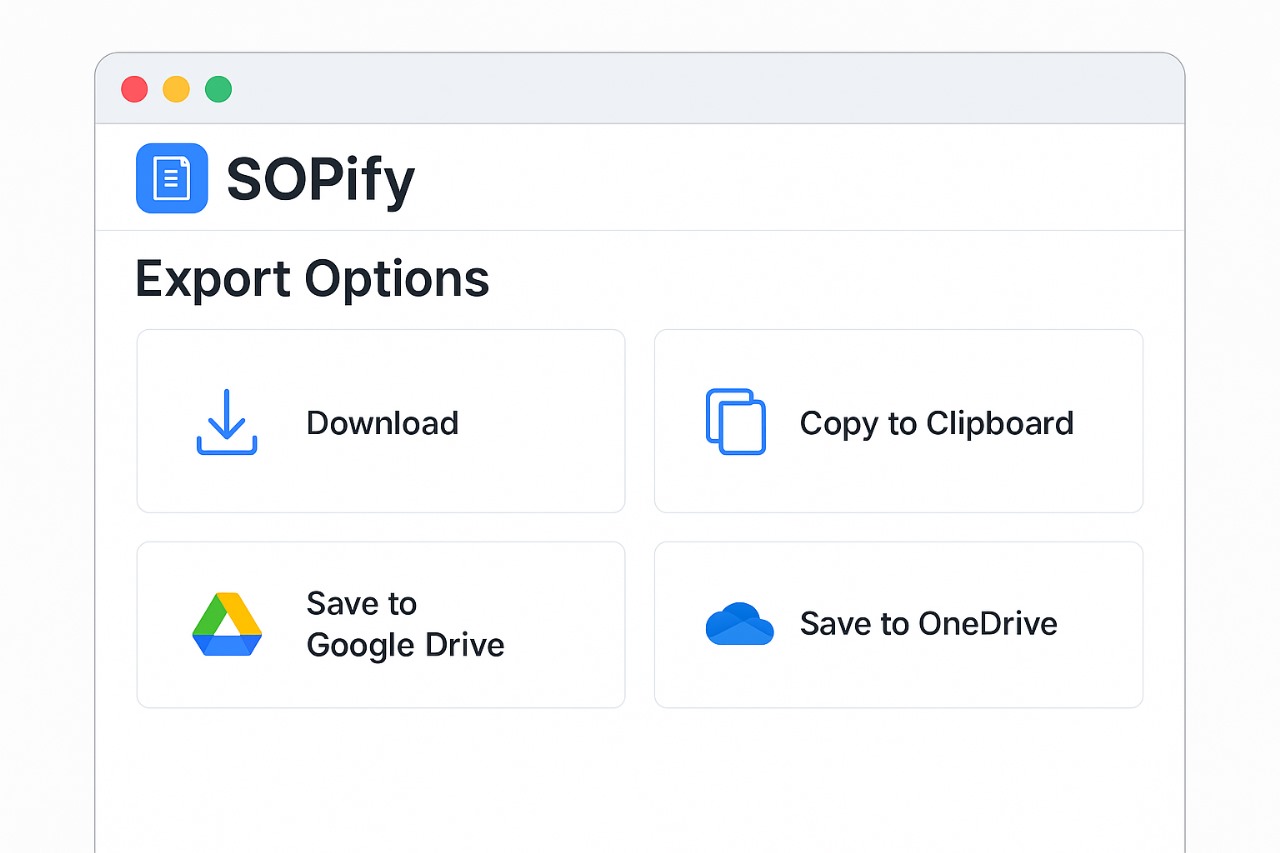 SOPify
Export Options
Download
Copy to Clipboard
Save to
Google Drive
Save to OneDrive